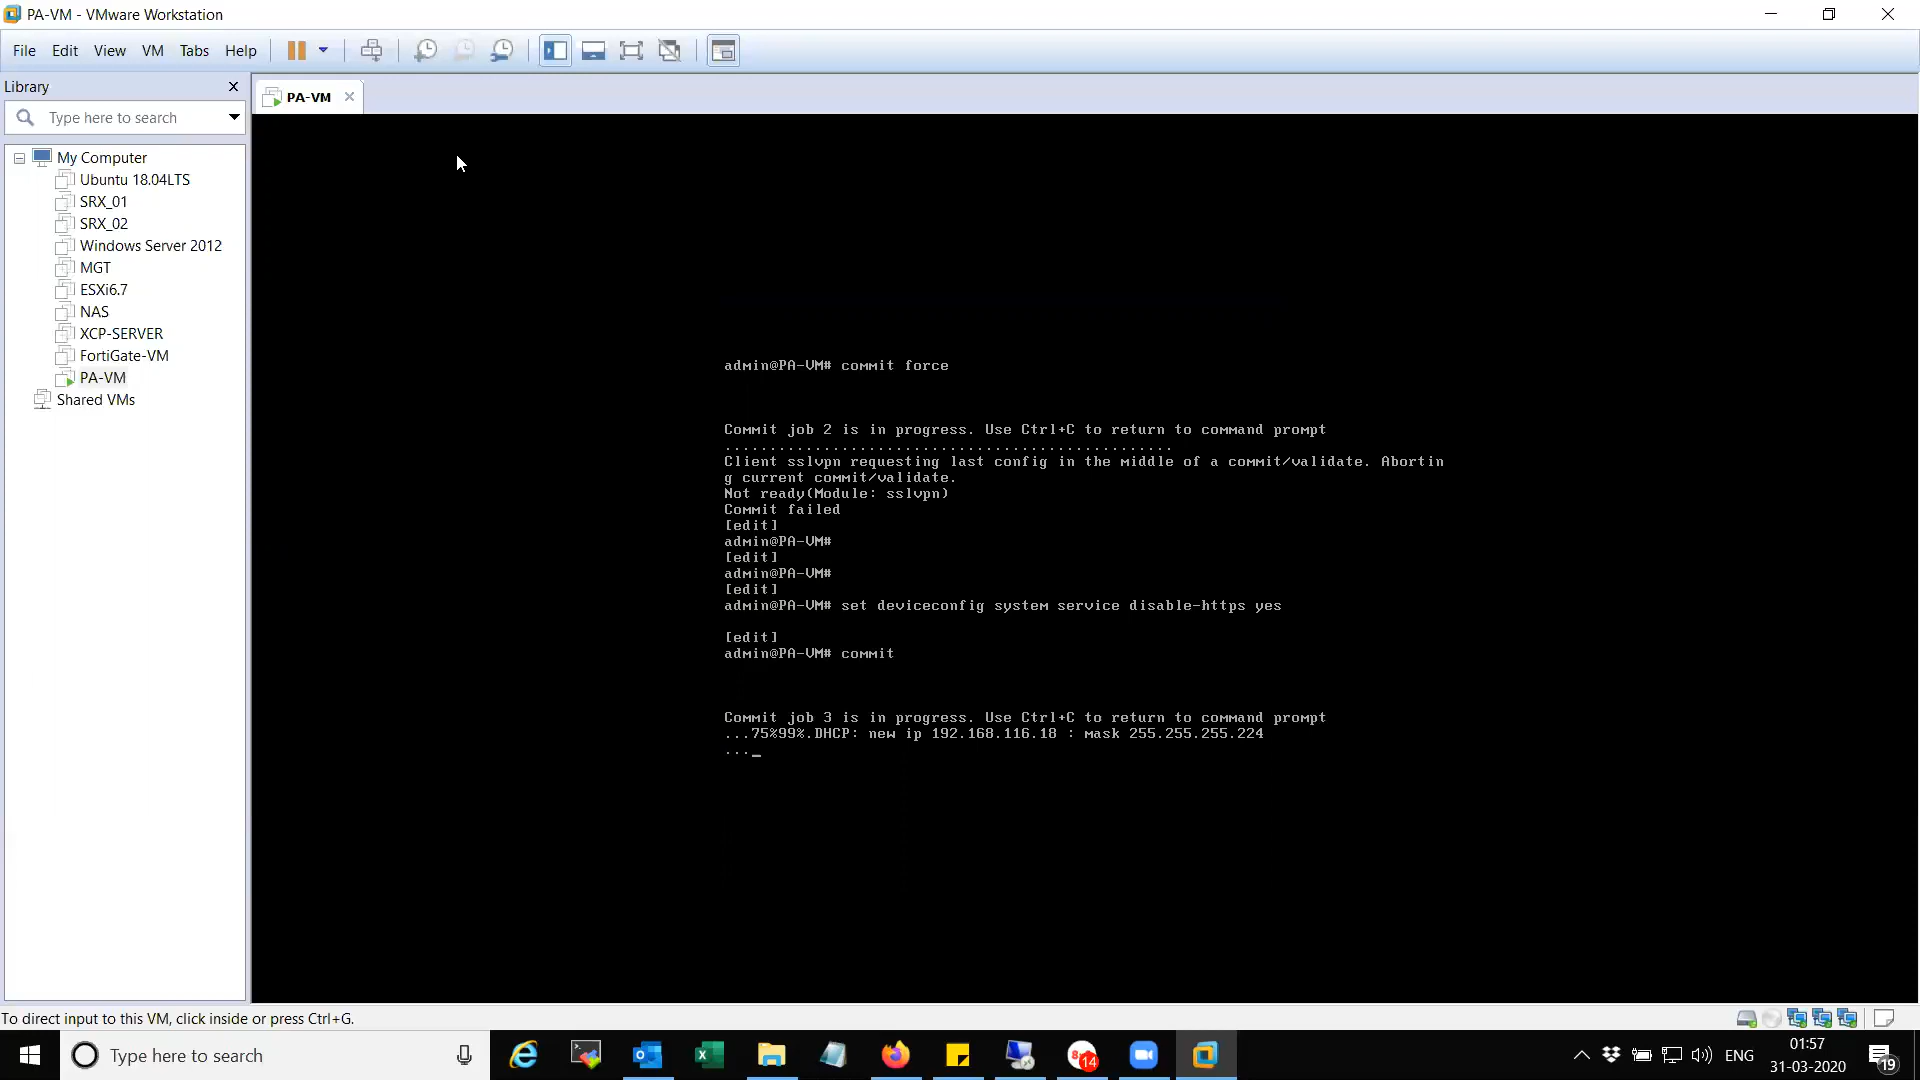 PA-VM - VMware Workstation
File Edit View VM Tabs Help
Library
PA-VM
Type here to search
My Computer
Ubuntu 18.04LTS
SRX_01
SRX_02
Windows Server 2012
MGT
ESXi6.7
NAS
XCP-SERVER
FortiGate-VM
PA-VM
Shared VMs
admin@PA-VM# commit force
Commit job 2 is in progress. Use Ctrl+C to return to command prompt
..................................................
Client sslvpn requesting last config in the middle of a commit/validate. Abortin
g current commit/validate.
Not ready(Module: sslvpn)
Commit failed
[edit]
admin@PA-VM#
[edit]
admin@PA-VM#
[edit]
admin@PA-VM# set deviceconfig system service disable-https yes
[edit]
admin@PA-VM# commit
Commit job 3 is in progress. Use Ctrl+C to return to command prompt
...75%99%.DHCP: new ip 192.168.116.18 : mask 255.255.255.224
..._
To direct input to this VM, click inside or press Ctrl+G.
Type here to search
14
ENG
01:57
31-03-2020
19